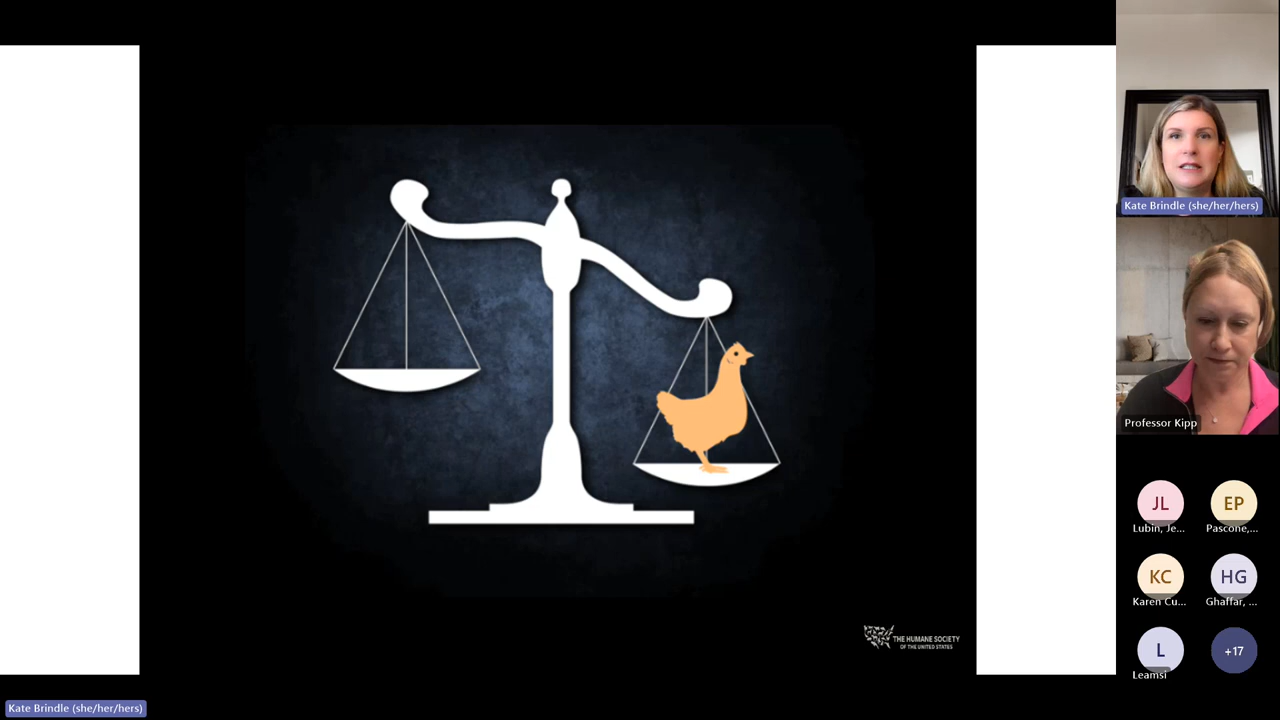 THE HUMANE SOCIETY
OF THE UNITED STATES
Kate Brindle (she/her/hers)
Professor Kipp
JL
Lubin, Je...
EP
Pascone,...
KC
Karen Cu...
HG
Ghaffar, ...
L
Leamsi
+17
Kate Brindle (she/her/hers)